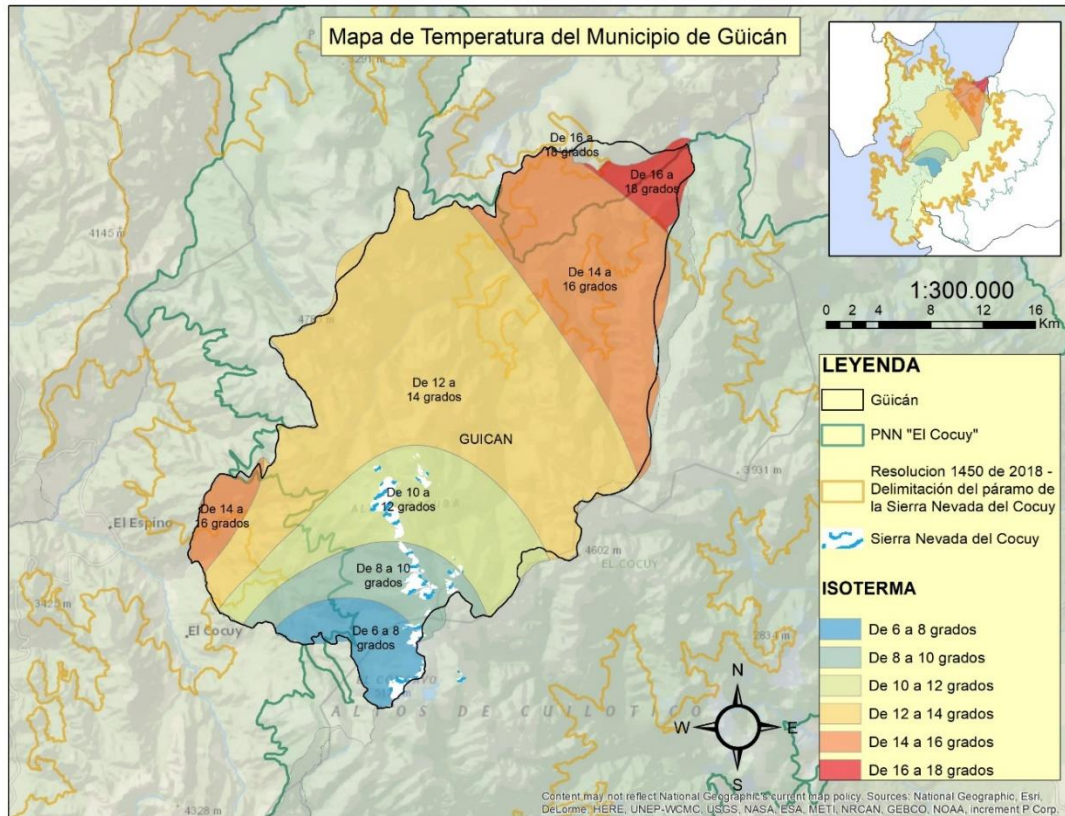 Mapa de Temperatura del Municipio de Güicán
3291 m
De 16 a
18 grados
De 16 a
18 grados
4145 m
De 14 a
16 grados
De 12 a
14 grados
GUICAN
3931 m
De 10 a
12 grados
De 14 a
16 grados
El Espino
4602 m
EL COCUY
De 8 a 10
grados
3425 m
El Cocuy
De 6 a 8
grados
2834 m
ALTOS DE CUILOTICO
4328 m
N
W
E
S
1:300.000
0 2 4 8 12 16
Km
LEYENDA
Güicán
PNN "El Cocuy"
Resolucion 1450 de 2018 -
Delimitación del páramo de
la Sierra Nevada del Cocuy
Sierra Nevada del Cocuy
ISOTERMA
De 6 a 8 grados
De 8 a 10 grados
De 10 a 12 grados
De 12 a 14 grados
De 14 a 16 grados
De 16 a 18 grados
Content may not reflect National Geographic's current map policy. Sources: National Geographic, Esri,
DeLorme, HERE, UNEP-WCMC, USGS, NASA, ESA, METI, NRCAN, GEBCO, NOAA, increment P Corp.